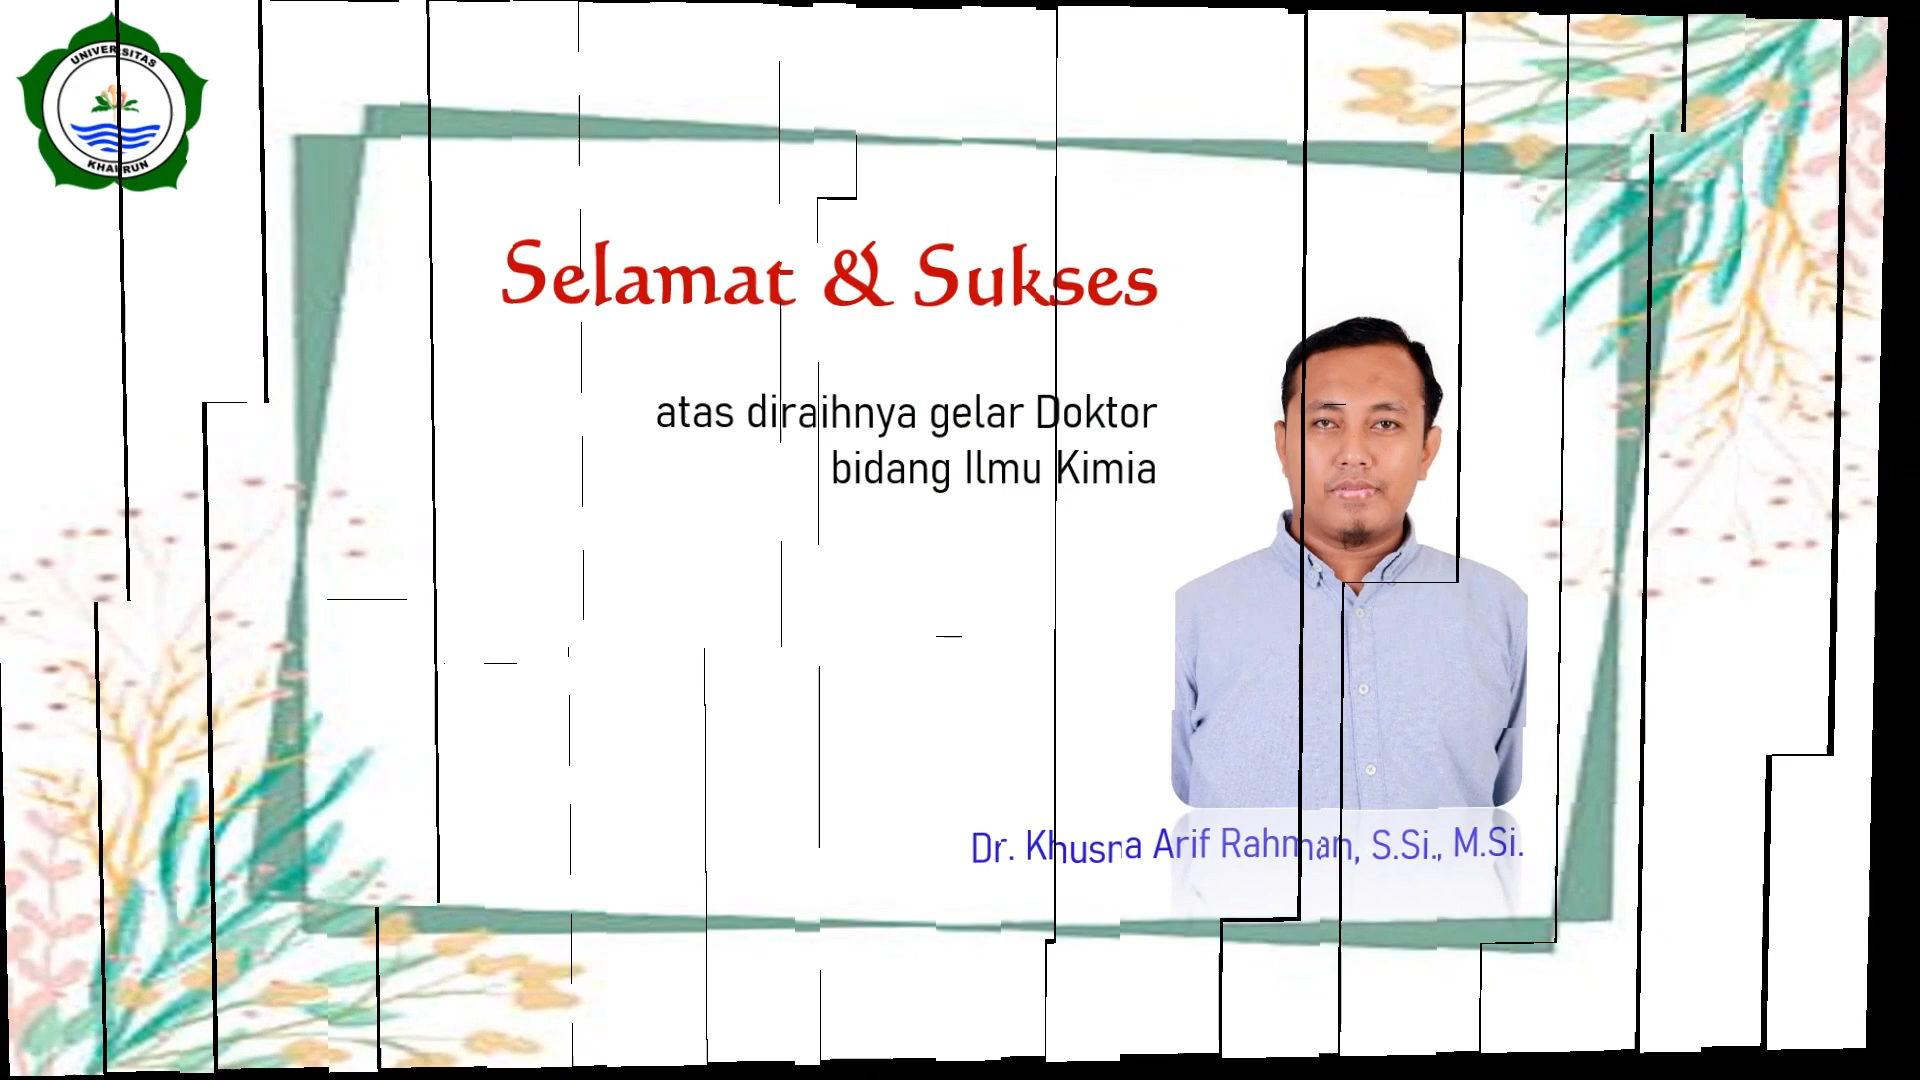 UNIVERSITAS
KHAIRUN
Selamat & Sukses
atas diraihnya gelar Doktor
bidang Ilmu Kimia
Dr. Khusna Arif Rahman, S.Si., M.Si.